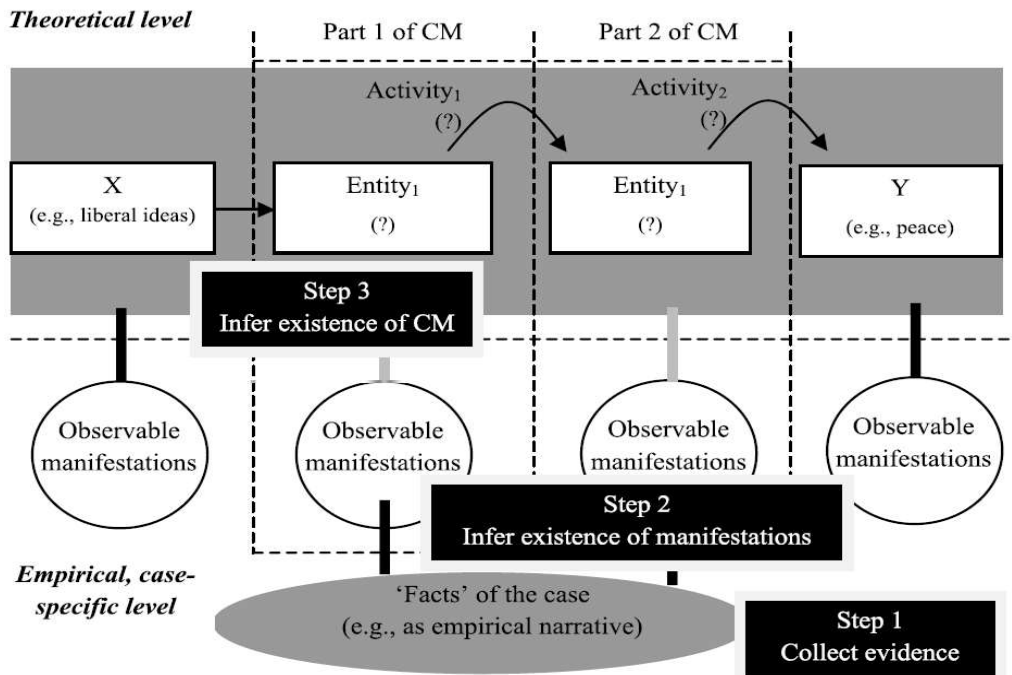 Theoretical level
Part 1 of CM
Part 2 of CM
Activity₁
(?)
Activity₂
(?)
X
(e.g., liberal ideas)
Entity₁
(?)
Entity₁
(?)
Y
(e.g., peace)
Step 3
Infer existence of CM
Observable
manifestations
Observable
manifestations
Observable
manifestations
Observable
manifestations
Step 2
Infer existence of manifestations
Empirical, case-
specific level
‘Facts’ of the case
(e.g., as empirical narrative)
Step 1
Collect evidence